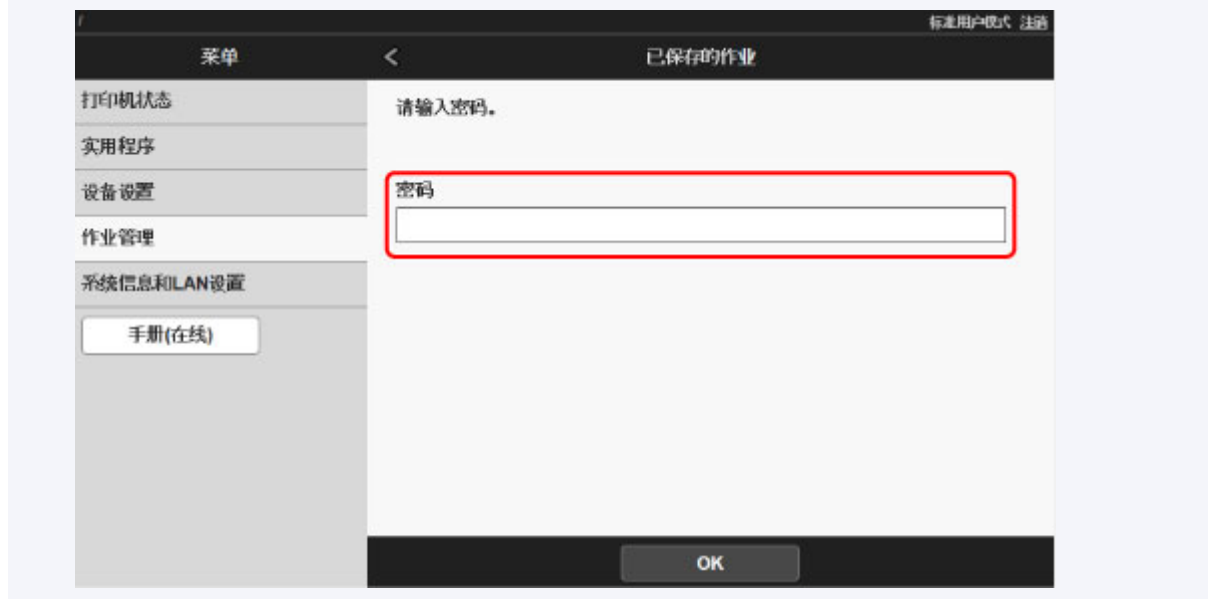 标准用户模式 注销
菜单
< 已保存的作业
打印机状态
实用程序
设备设置
作业管理
系统信息和LAN设置
手册(在线)
请输入密码。
密码
OK